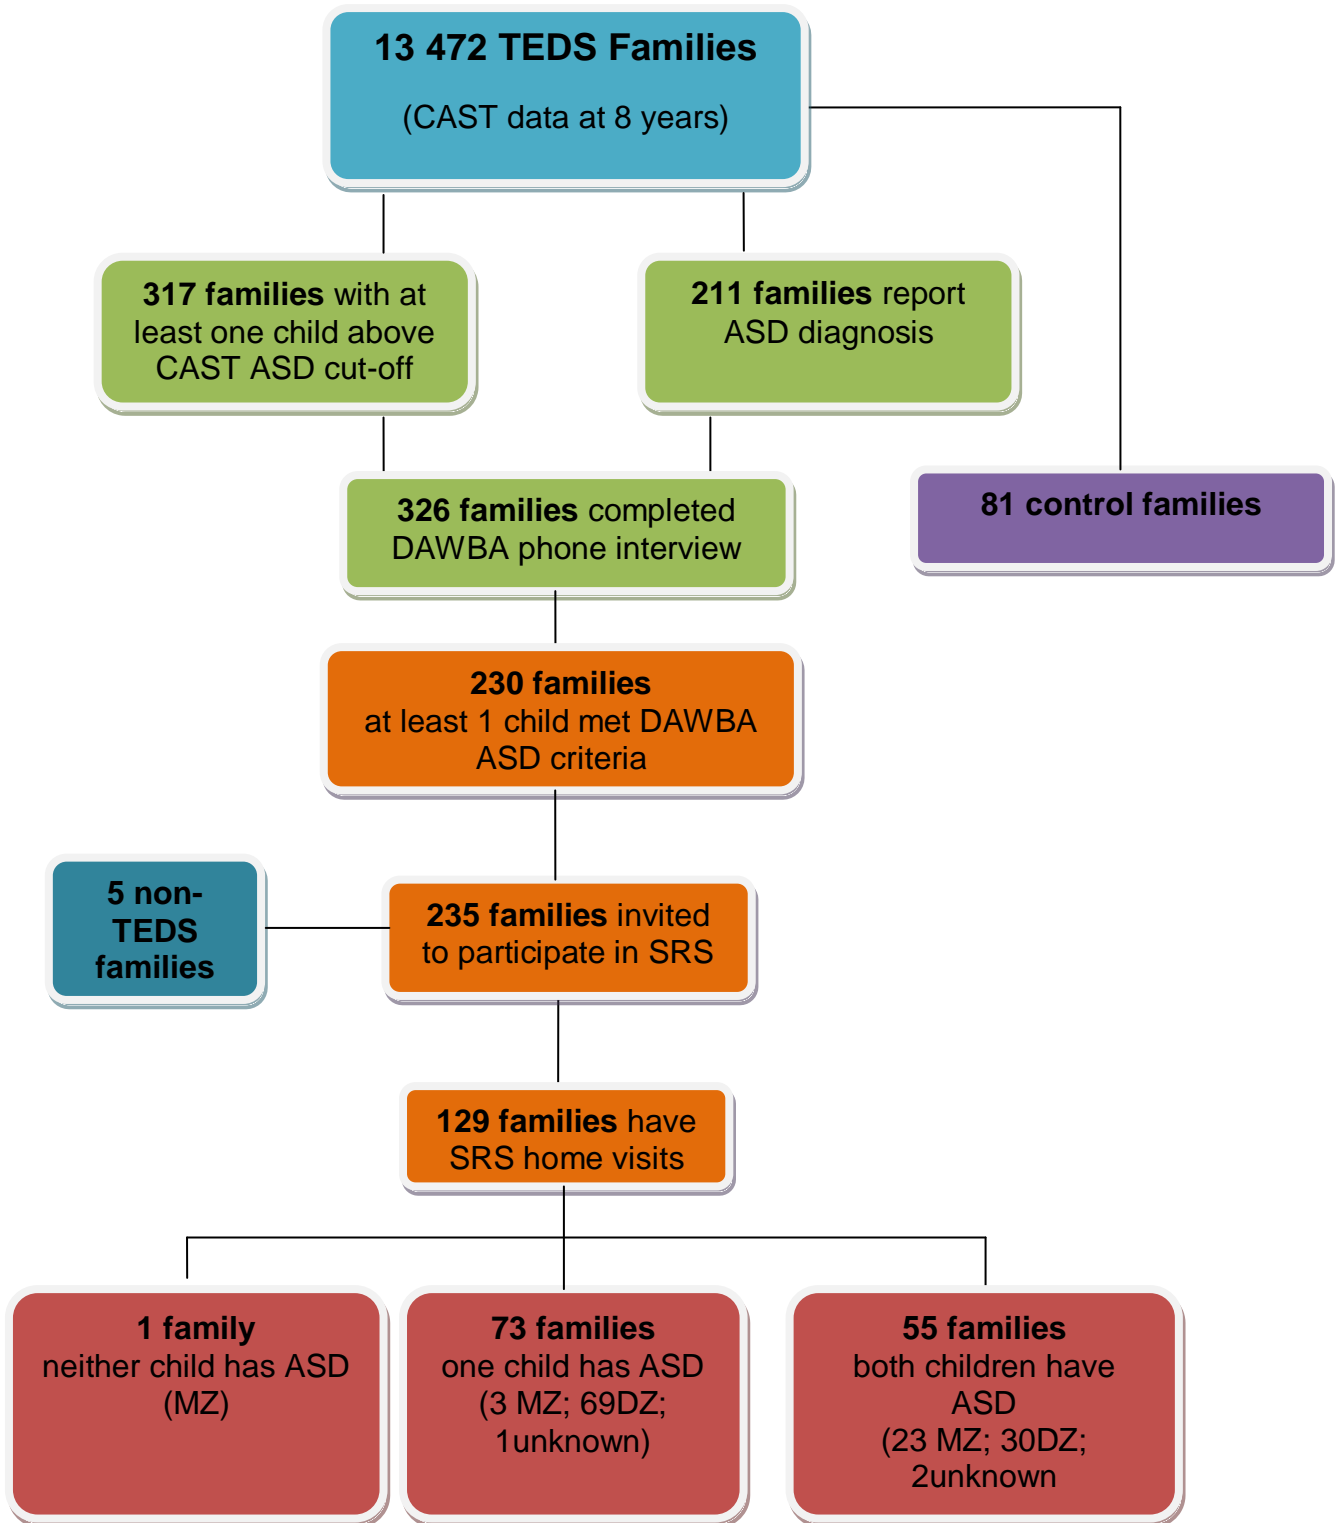 13 472 TEDS Families
(CAST data at 8 years)
317 families with at
least one child above
CAST ASD cut-off
211 families report
ASD diagnosis
326 families completed
DAWBA phone interview
81 control families
230 families
at least 1 child met DAWBA
ASD criteria
5 non-
TEDS
families
235 families invited
to participate in SRS
129 families have
SRS home visits
1 family
neither child has ASD
(MZ)
73 families
one child has ASD
(3 MZ; 69DZ;
1unknown)
55 families
both children have
ASD
(23 MZ; 30DZ;
2unknown